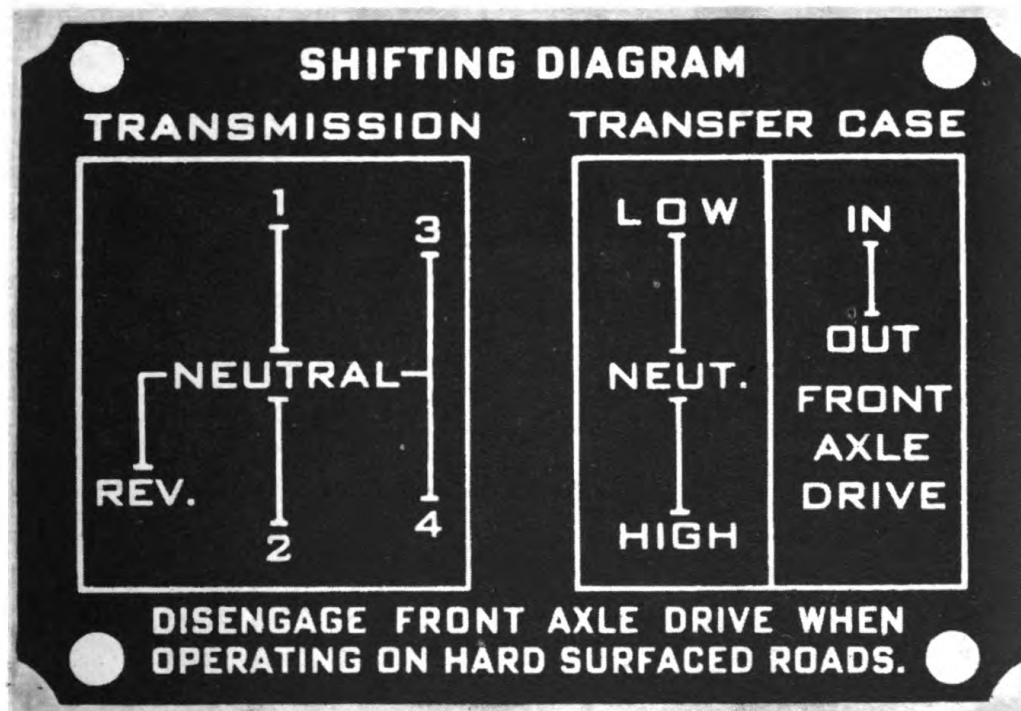 SHIFTING DIAGRAM
TRANSMISSION
1
3
NEUTRAL
REV.
2
4
TRANSFER CASE
LOW
NEUT.
HIGH
IN
OUT
FRONT
AXLE
DRIVE
DISENGAGE FRONT AXLE DRIVE WHEN
OPERATING ON HARD SURFACED ROADS.